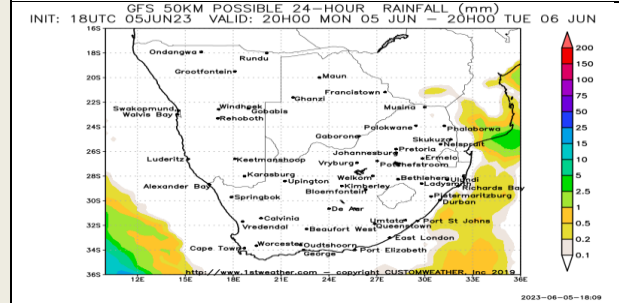 GFS 50KM POSSIBLE 24-HOUR RAINFALL (mm)
INIT: 18UTC 05JUN23 VALID: 20H00 MON 05 JUN – 20H00 TUE 06 JUN
16S
18S
20S
22S
24S
26S
28S
30S
32S
34S
36S
Ondangwa
Rundu
Grootfontein
Maun
Francistown
Ghanzi
Musina
Windhoek
Gobabis
Swakopmund
Walvis Bay
Rehoboth
Polokwane
Phalaborwa
Gaborone
Skukuza
Nelspruit
Pretoria
Johannesburg
Ermelo
Luderitz
Keetmanshoop
Vryburg
Potchefstroom
Karasburg
Upington
Welkom
Bethlehem
Ulundi
Kimberley
Ladysmith
Alexander Bay
Bloemfontein
Richards Bay
Springbok
Pietermaritzburg
Durban
De Aar
Calvinia
Umtata
Port St Johns
Vredendal
Beaufort West
Queenstown
East London
Cape Town
Worcester
Oudtshoorn
George
Port Elizabeth
http://www.1stweather.com – copyright CUSTOMWEATHER, Inc 2019
12E 15E 18E 21E 24E 27E 30E 33E 36E
200
150
100
75
50
25
15
10
5
2.5
1
0.5
0.2
0.1
2023-06-05-18:09